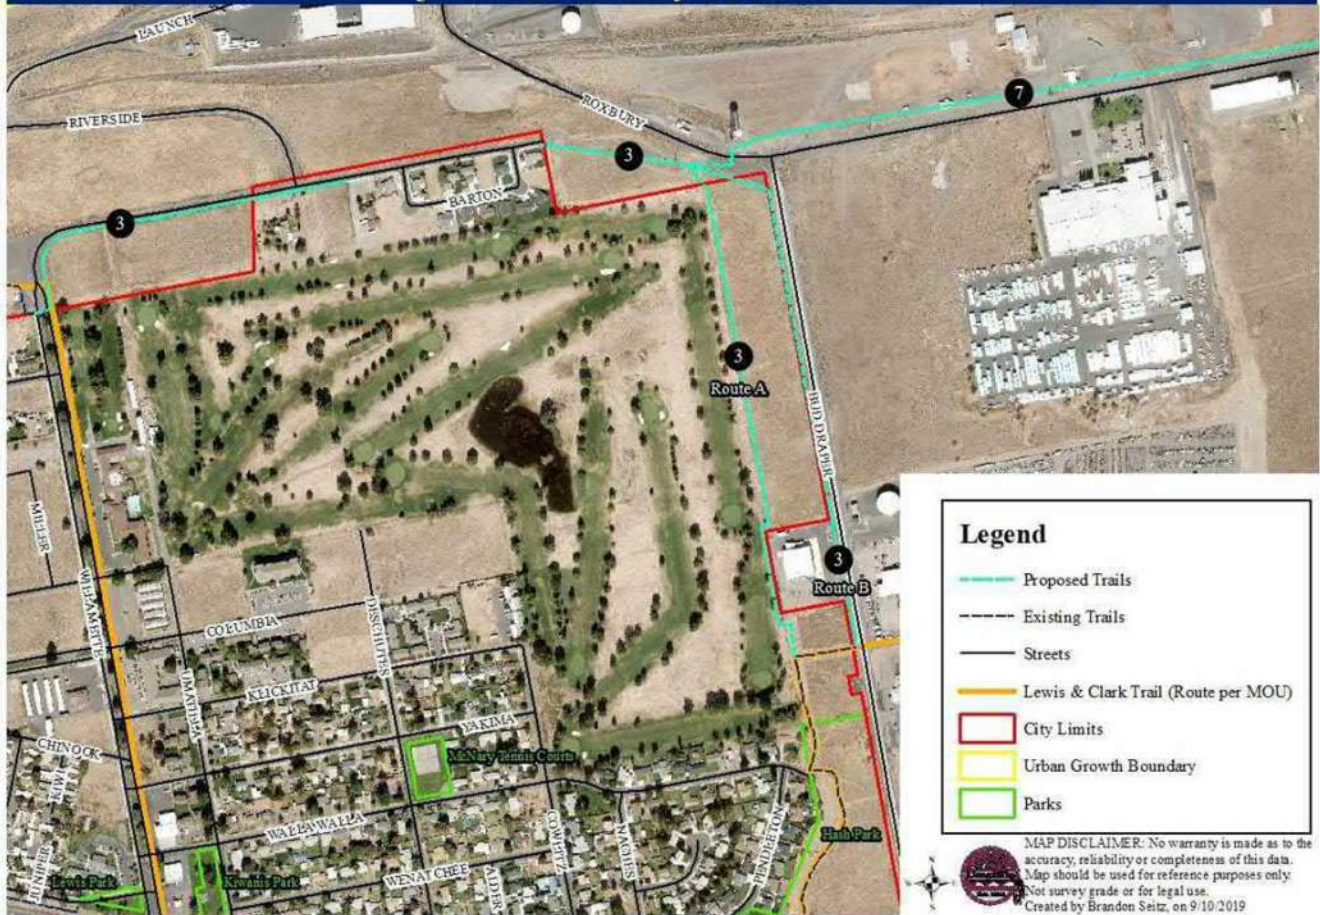 LAUNCH
RIVERSIDE
ROXBURY
7
3
3
BARTON
3
Route A
BUD DRAPER
3
Route B
MILLER
WILLAMETTE
COLUMBIA
DESCHUTES
UMATILLA
KLICKITAT
YAKIMA
McNary Tennis Courts
CHINOOK
KIWI
WALLA WALLA
COWLITZ
NACHES
PENDLETON
Hash Park
JUNIPER
Lewis Park
Kiwanis Park
WENATCHEE
ALDER
Legend
Proposed Trails
Existing Trails
Streets
Lewis & Clark Trail (Route per MOU)
City Limits
Urban Growth Boundary
Parks
MAP DISCLAIMER: No warranty is made as to the
accuracy, reliability or completeness of this data.
Map should be used for reference purposes only.
Not survey grade or for legal use.
Created by Brandon Seitz, on 9/10/2019